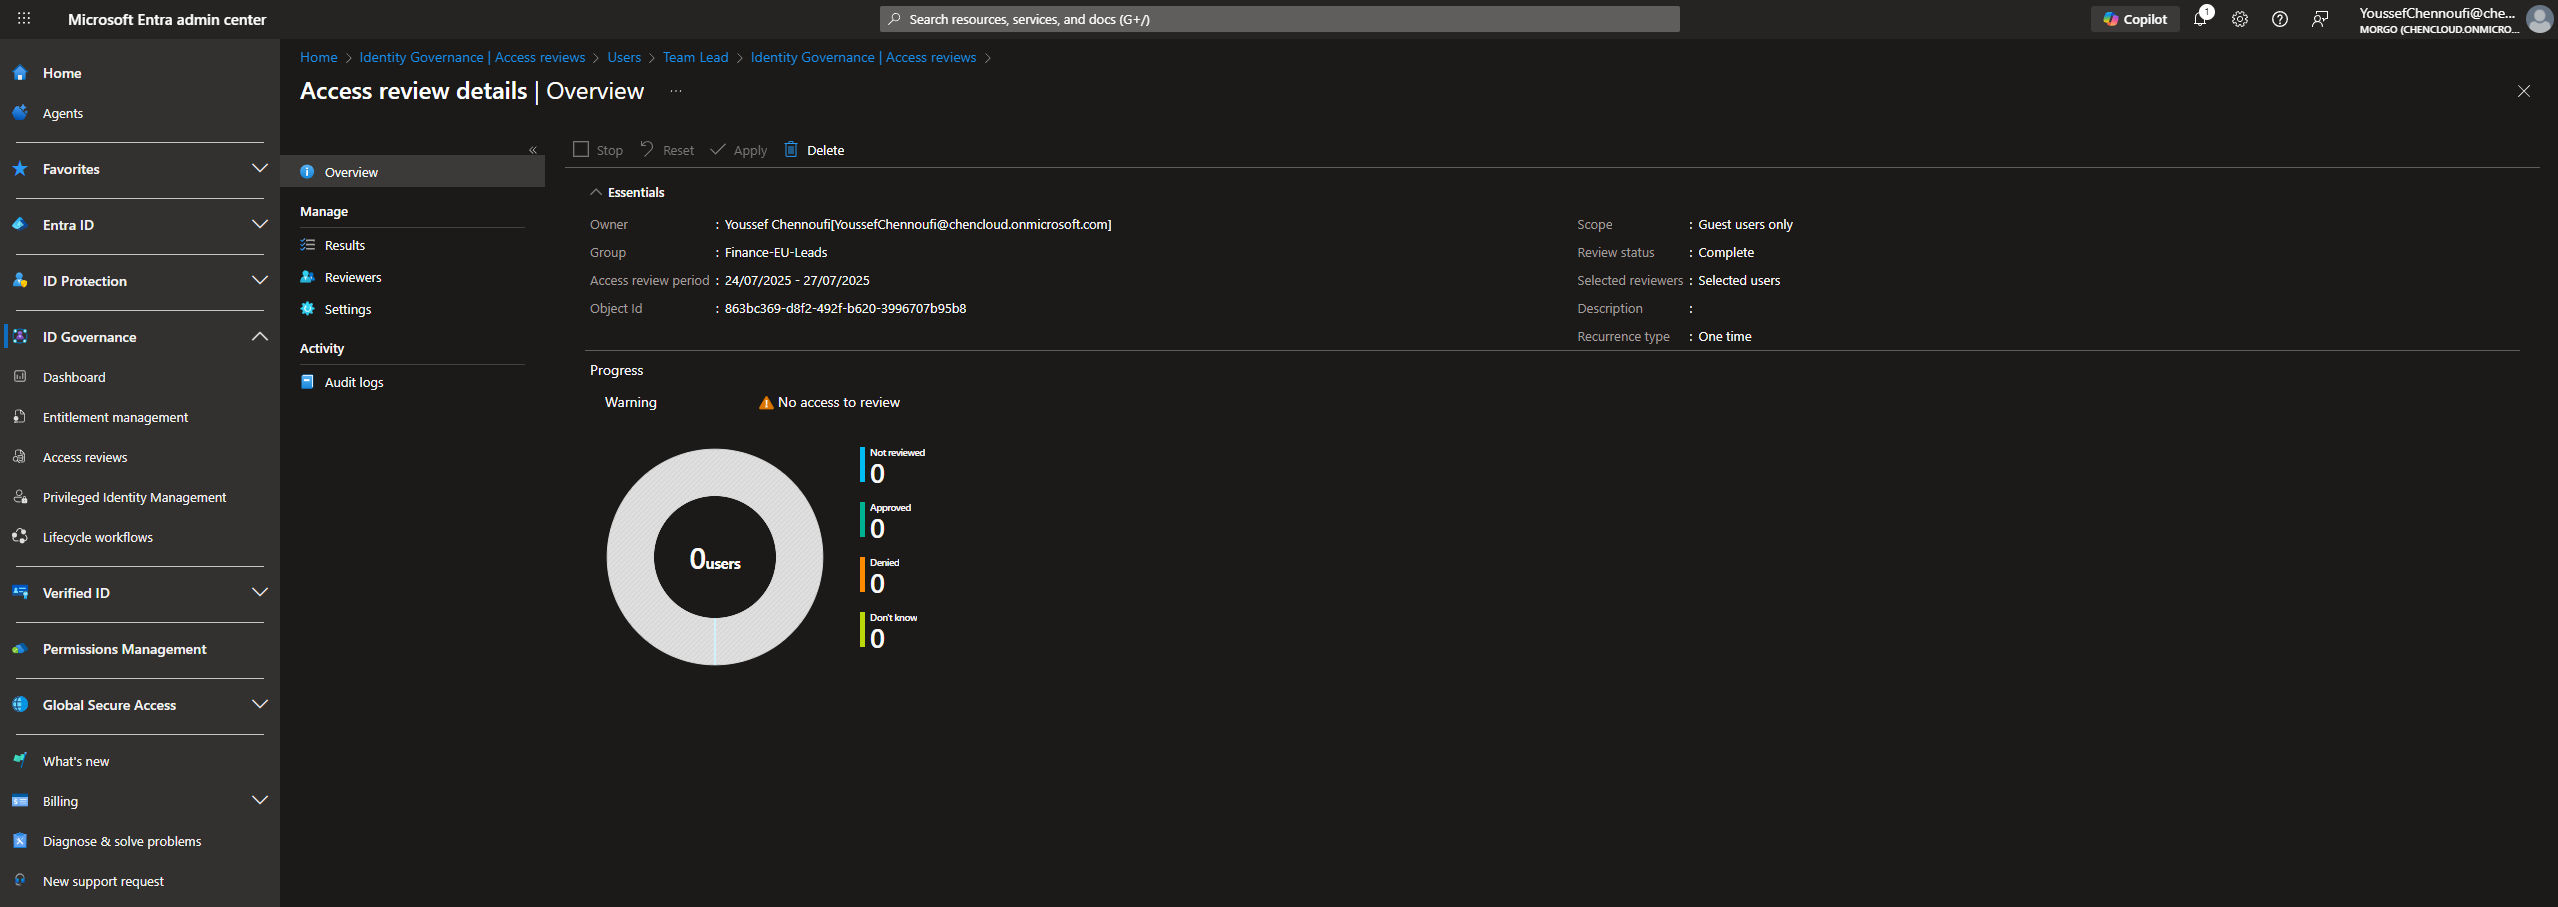 Microsoft Entra admin center
Search resources, services, and docs (G+/)
Copilot
1
YoussefChennoufi@che...
MORGO (CHENCLOUD.ONMICRO...
Home
Agents
Favorites
Entra ID
ID Protection
ID Governance
Dashboard
Entitlement management
Access reviews
Privileged Identity Management
Lifecycle workflows
Verified ID
Permissions Management
Global Secure Access
What's new
Billing
Diagnose & solve problems
New support request
Home > Identity Governance | Access reviews > Users > Team Lead > Identity Governance | Access reviews >
Access review details | Overview ...
Overview
Manage
Results
Reviewers
Settings
Activity
Audit logs
Stop Reset Apply Delete
Essentials
Owner : Youssef Chennoufi[YoussefChennoufi@chencloud.onmicrosoft.com]
Group : Finance-EU-Leads
Access review period : 24/07/2025 - 27/07/2025
Object Id : 863bc369-d8f2-492f-b620-3996707b95b8
Scope : Guest users only
Review status : Complete
Selected reviewers : Selected users
Description :
Recurrence type : One time
Progress
Warning No access to review
0users
Not reviewed
0
Approved
0
Denied
0
Don't know
0